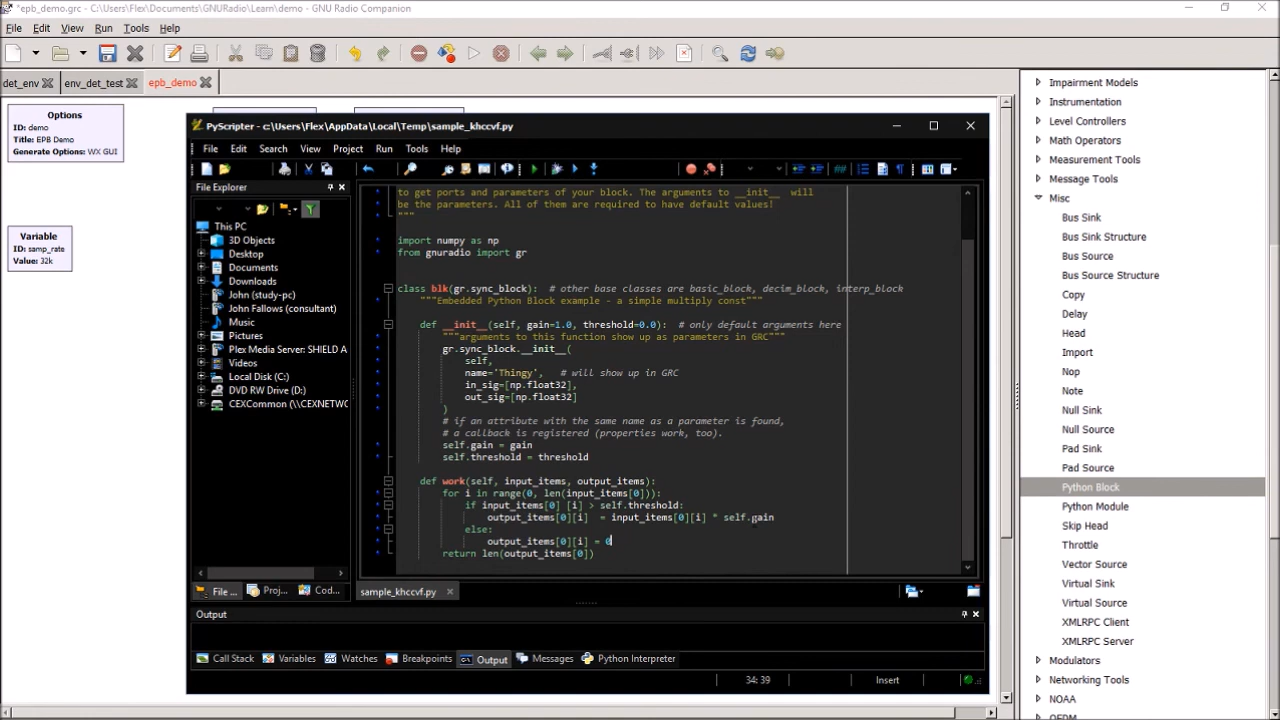 *epb_demo.grc - C:\Users\Flex\Documents\GNURadio\Learn\demo - GNU Radio Companion
File Edit View Run Tools Help
det_env env_det_test epb_demo
Options
ID: demo
Title: EPB Demo
Generate Options: WX GUI
Variable
ID: samp_rate
Value: 32k
PyScripter - c:\Users\Flex\AppData\Local\Temp\sample_khccvf.py
File Edit Search View Project Run Tools Help
File Explorer
This PC
3D Objects
Desktop
Documents
Downloads
John (study-pc)
John Fallows (consultant)
Music
Pictures
Plex Media Server: SHIELD A
Videos
Local Disk (C:)
DVD RW Drive (D:)
CEXCommon (\\CEXNETWOR
File ... Proj... Cod...
to get ports and parameters of your block. The arguments to __init__  will
be the parameters. All of them are required to have default values!
"""
import numpy as np
from gnuradio import gr
class blk(gr.sync_block):  # other base classes are basic_block, decim_block, interp_block
"""Embedded Python Block example - a simple multiply const"""
def __init__(self, gain=1.0, threshold=0.0):  # only default arguments here
"""arguments to this function show up as parameters in GRC"""
gr.sync_block.__init__(
self,
name='Thingy',   # will show up in GRC
in_sig=[np.float32],
out_sig=[np.float32]
)
# if an attribute with the same name as a parameter is found,
# a callback is registered (properties work, too).
self.gain = gain
self.threshold = threshold
def work(self, input_items, output_items):
for i in range(0, len(input_items[0])):
if input_items[0] [i] > self.threshold:
output_items[0][i]  = input_items[0][i] * self.gain
else:
output_items[0][i] = 0
return len(output_items[0])
sample_khccvf.py
Output
Call Stack Variables Watches Breakpoints Output Messages Python Interpreter
34: 39 Insert
Impairment Models
Instrumentation
Level Controllers
Math Operators
Measurement Tools
Message Tools
Misc
Bus Sink
Bus Sink Structure
Bus Source
Bus Source Structure
Copy
Delay
Head
Import
Nop
Note
Null Sink
Null Source
Pad Sink
Pad Source
Python Block
Python Module
Skip Head
Throttle
Vector Source
Virtual Sink
Virtual Source
XMLRPC Client
XMLRPC Server
Modulators
Networking Tools
NOAA
OFDM